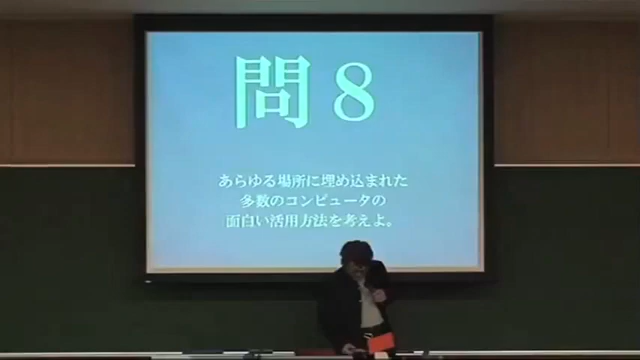 問 8
あらゆる場所に埋め込まれた
多数のコンピュータの
面白い活用方法を考えよ。